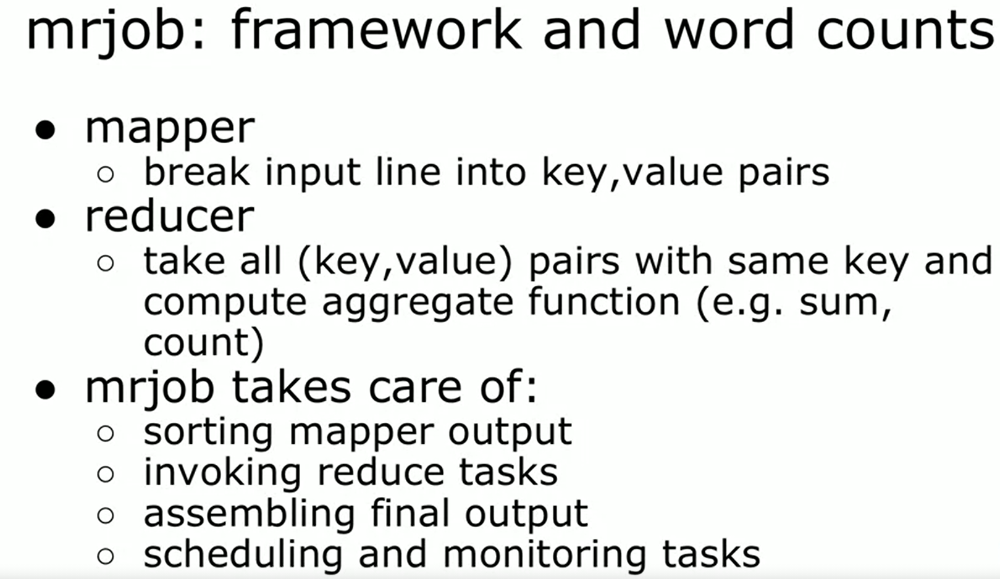 mrjob: framework and word counts
● mapper
○ break input line into key,value pairs
● reducer
○ take all (key,value) pairs with same key and
compute aggregate function (e.g. sum,
count)
● mrjob takes care of:
○ sorting mapper output
○ invoking reduce tasks
○ assembling final output
○ scheduling and monitoring tasks